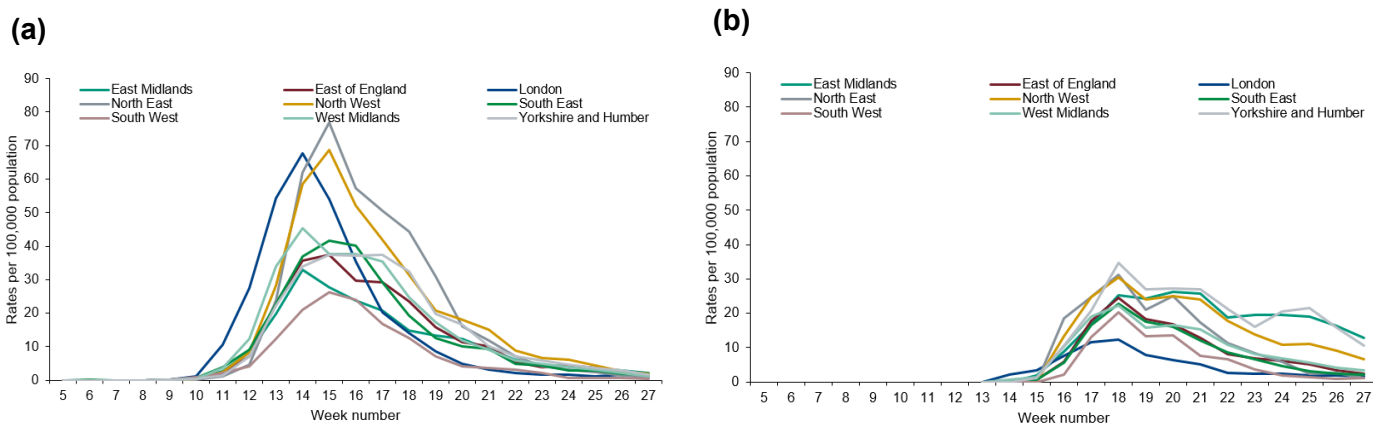 (a)
90
80
70
60
50
40
30
20
10
0
Rates per 100,000 population
East Midlands East of England London
North East North West South East
South West West Midlands Yorkshire and Humber
5 6 7 8 9 10 11 12 13 14 15 16 17 18 19 20 21 22 23 24 25 26 27
Week number
(b)
90
80
70
60
50
40
30
20
10
0
Rates per 100,000 population
East Midlands East of England London
North East North West South East
South West West Midlands Yorkshire and Humber
5 6 7 8 9 10 11 12 13 14 15 16 17 18 19 20 21 22 23 24 25 26 27
Week number